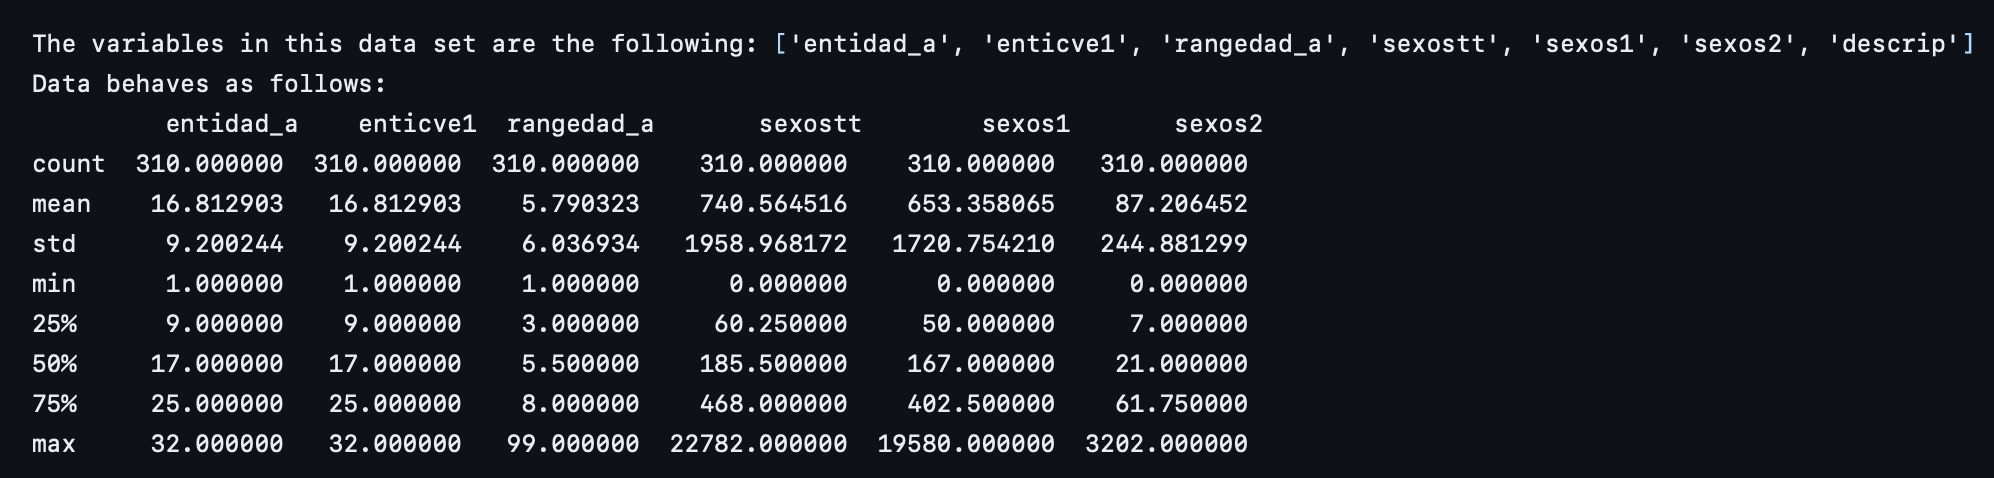 The variables in this data set are the following: ['entidad_a', 'enticve1', 'rangedad_a', 'sexostt', 'sexos1', 'sexos2', 'descrip']
Data behaves as follows:
         entidad_a    enticve1  rangedad_a       sexostt        sexos1       sexos2
count  310.000000  310.000000  310.000000    310.000000    310.000000   310.000000
mean    16.812903   16.812903    5.790323    740.564516    653.358065    87.206452
std      9.200244    9.200244    6.036934   1958.968172   1720.754210   244.881299
min      1.000000    1.000000    1.000000      0.000000      0.000000     0.000000
25%      9.000000    9.000000    3.000000     60.250000     50.000000     7.000000
50%     17.000000   17.000000    5.500000    185.500000    167.000000    21.000000
75%     25.000000   25.000000    8.000000    468.000000    402.500000    61.750000
max     32.000000   32.000000   99.000000  22782.000000  19580.000000  3202.000000